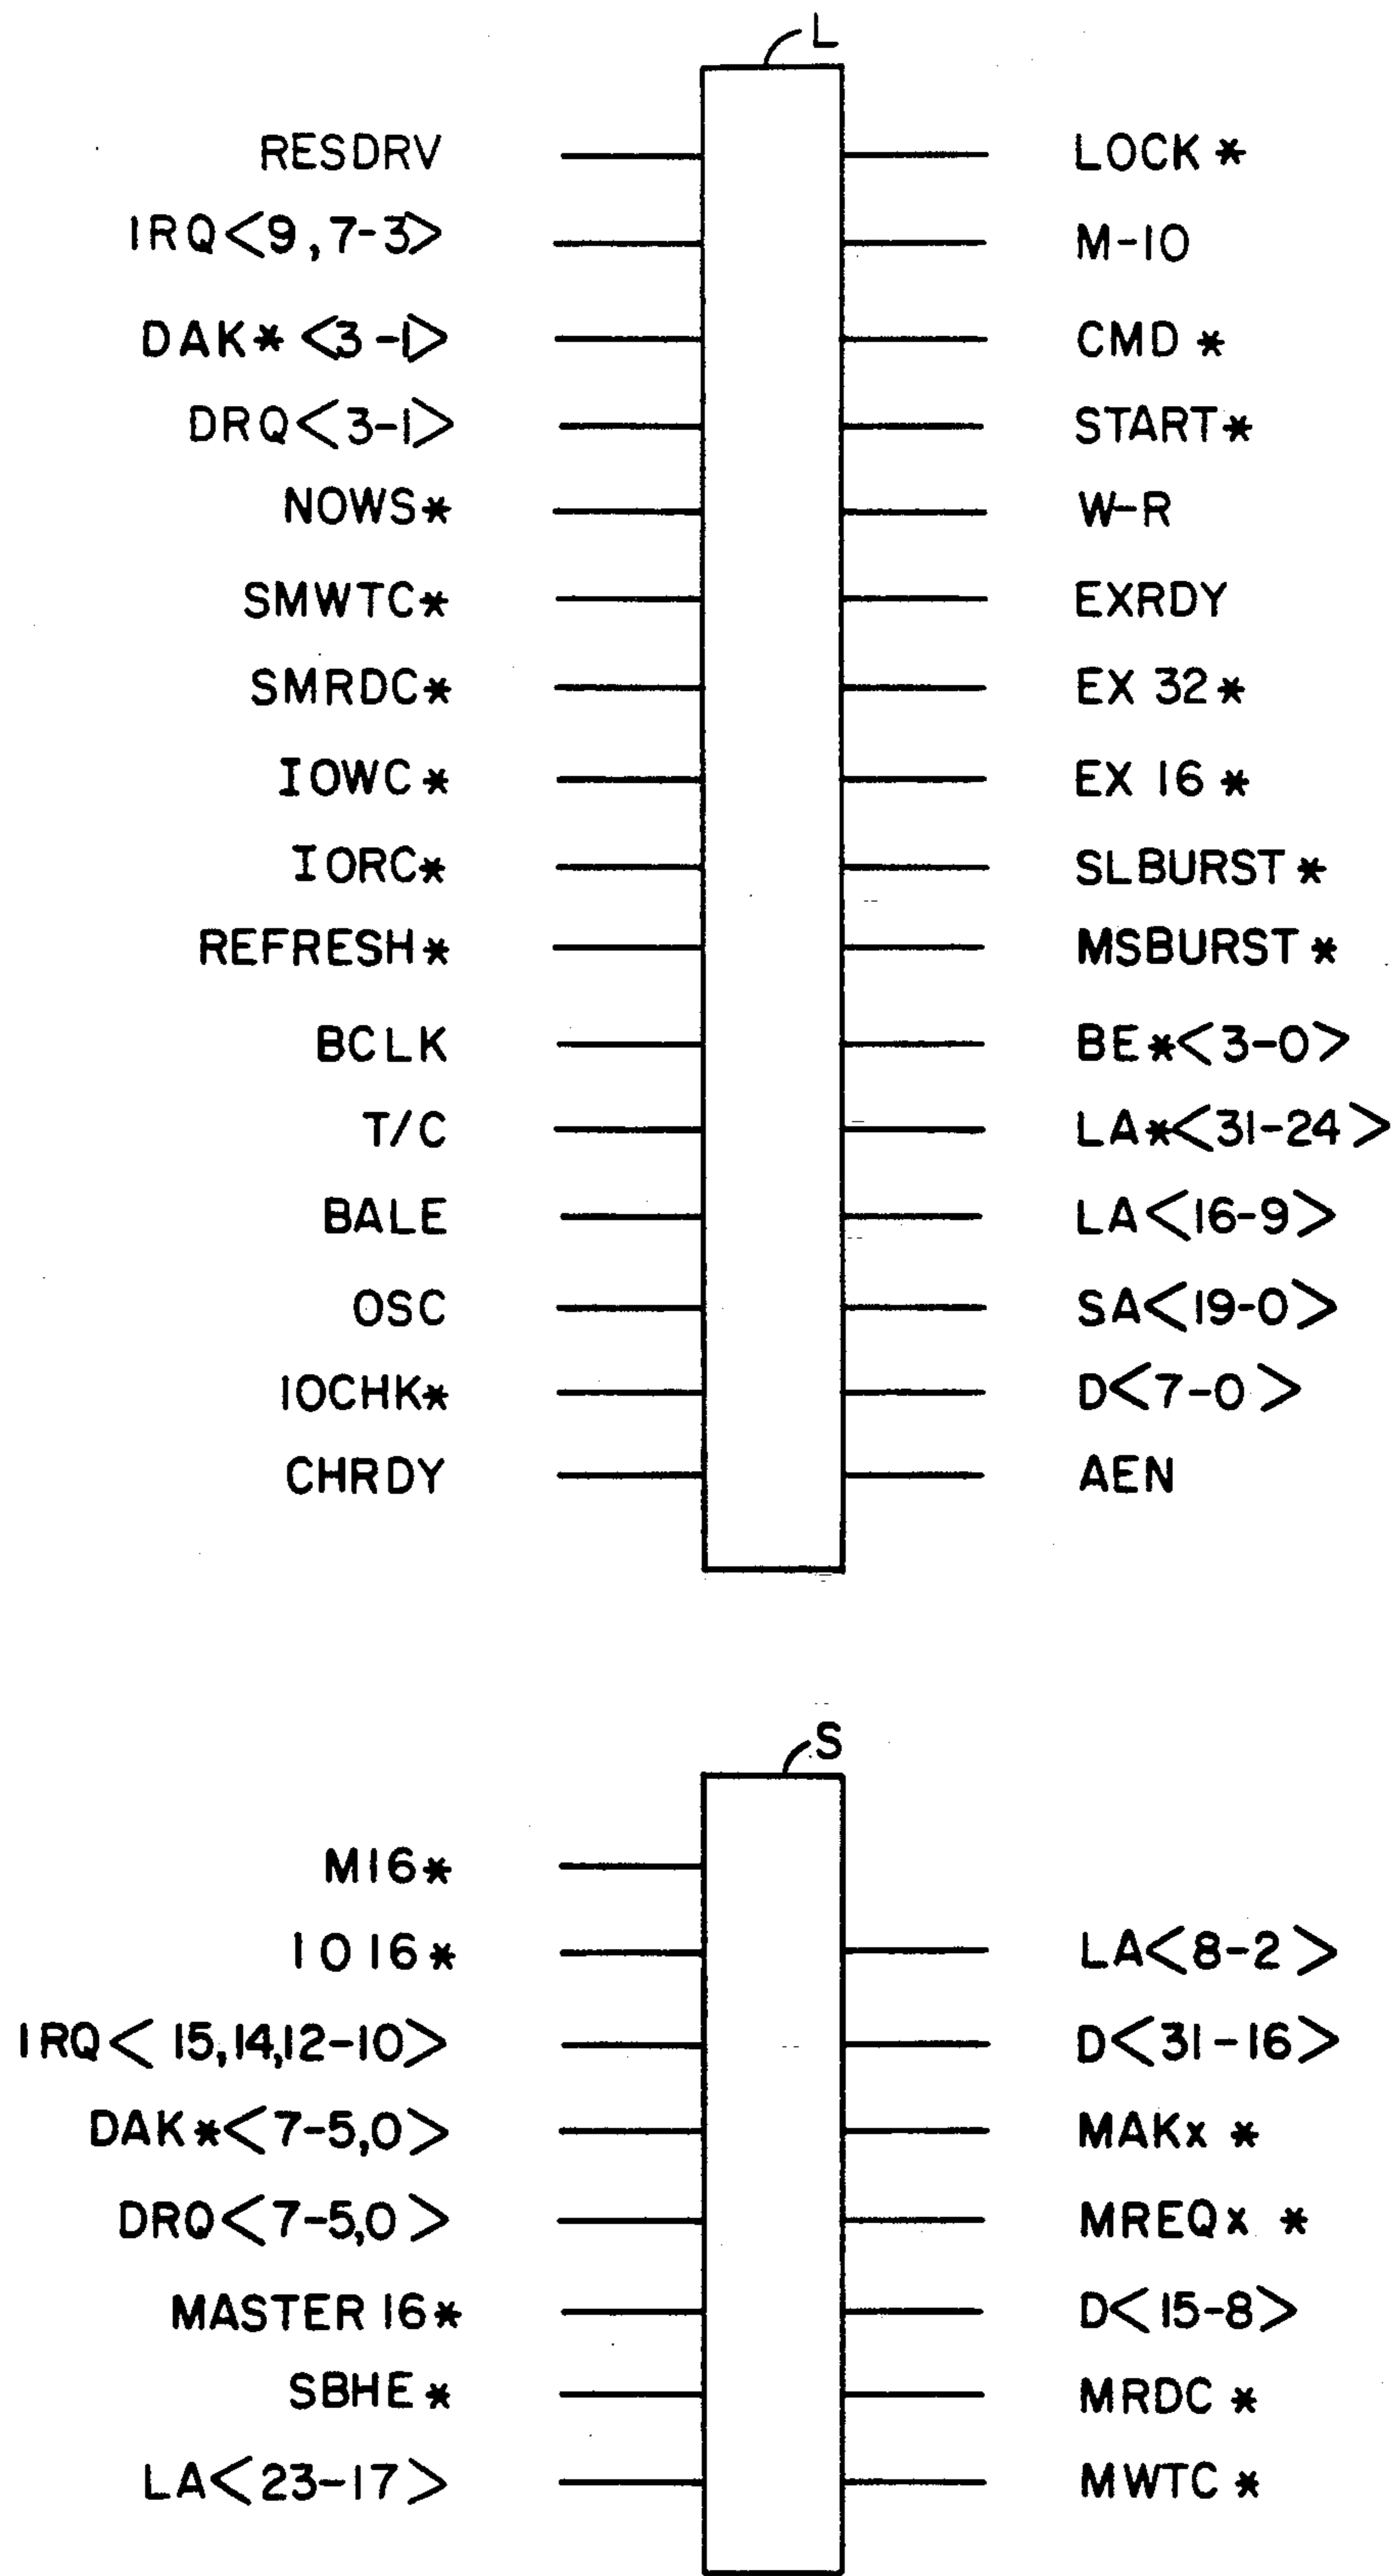 L
RESDRV
LOCK*
IRQ<9,7-3>
M-IO
DAK*<3-1>
CMD*
DRQ<3-1>
START*
NOWS*
W-R
SMWTC*
EXRDY
SMRDC*
EX 32*
IOWC*
EX 16*
IORC*
SLBURST*
REFRESH*
MSBURST*
BCLK
BE*<3-0>
T/C
LA*<31-24>
BALE
LA<16-9>
OSC
SA<19-0>
IOCHK*
D<7-0>
CHRDY
AEN
S
M16*
IO16*
LA<8-2>
IRQ<15,14,12-10>
D<31-16>
DAK*<7-5,0>
MAKx *
DRQ<7-5,0>
MREQx *
MASTER 16*
D<15-8>
SBHE*
MRDC*
LA<23-17>
MWTC*